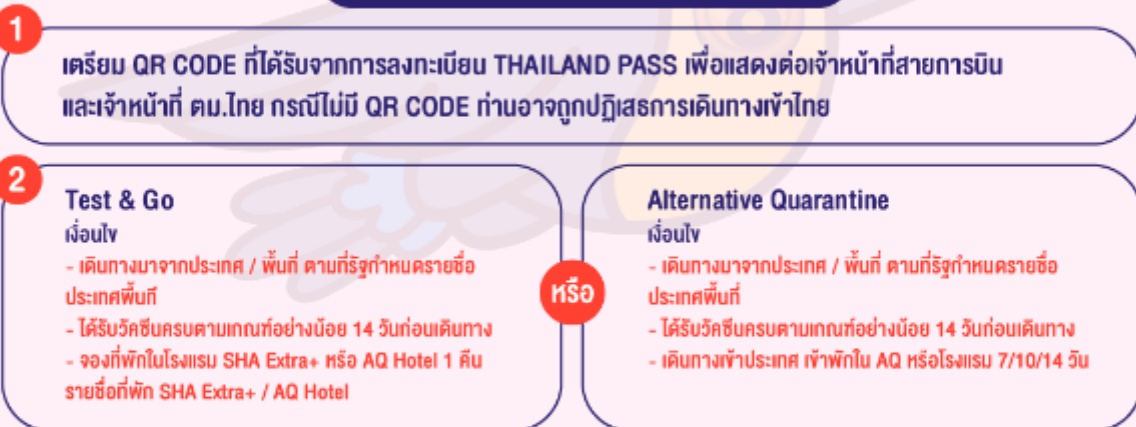 1
เตรียม QR CODE ที่ได้รับจากการลงทะเบียน THAILAND PASS เพื่อแสดงต่อเจ้าหน้าที่สายการบิน
และเจ้าหน้าที่ ตม.ไทย กรณีไม่มี QR CODE ท่านอาจถูกปฏิเสธการเดินทางเข้าไทย
2
Test & Go
เงื่อนไข
- เดินทางมาจากประเทศ / พื้นที่ ตามที่รัฐกำหนดรายชื่อ
ประเทศพื้นที่
- ได้รับวัคซีนครบตามเกณฑ์อย่างน้อย 14 วันก่อนเดินทาง
- จองที่พักในโรงแรม SHA Extra+ หรือ AQ Hotel 1 คืน
รายชื่อที่พัก SHA Extra+ / AQ Hotel
หรือ
Alternative Quarantine
เงื่อนไข
- เดินทางมาจากประเทศ / พื้นที่ ตามที่รัฐกำหนดรายชื่อ
ประเทศพื้นที่
- ได้รับวัคซีนครบตามเกณฑ์อย่างน้อย 14 วันก่อนเดินทาง
- เดินทางเข้าประเทศ เข้าพักใน AQ หรือโรงแรม 7/10/14 วัน